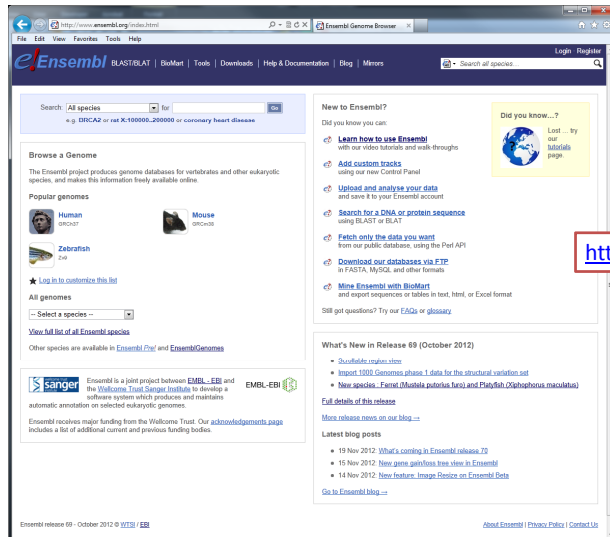 http://www.ensembl.org/index.html
Ensembl Genome Browser
File Edit View Favorites Tools Help
Login Register
e!Ensembl BLAST/BLAT | BioMart | Tools | Downloads | Help & Documentation | Blog | Mirrors
Search all species...
Search: All species for Go
e.g. BRCA2 or rat X:100000..200000 or coronary heart disease
Browse a Genome
The Ensembl project produces genome databases for vertebrates and other eukaryotic
species, and makes this information freely available online.
Popular genomes
Human
GRCh37
Mouse
GRCm38
Zebrafish
Zv9
Log in to customize this list
All genomes
-- Select a species --
View full list of all Ensembl species
Other species are available in Ensembl Pre! and EnsemblGenomes
wellcome trust
sanger
institute
Ensembl is a joint project between EMBL - EBI and
the Wellcome Trust Sanger Institute to develop a
software system which produces and maintains
automatic annotation on selected eukaryotic genomes.
EMBL-EBI
Ensembl receives major funding from the Wellcome Trust. Our acknowledgements page
includes a list of additional current and previous funding bodies.
New to Ensembl?
Did you know you can:
Learn how to use Ensembl
with our video tutorials and walk-throughs
Add custom tracks
using our new Control Panel
Upload and analyse your data
and save it to your Ensembl account
Search for a DNA or protein sequence
using BLAST or BLAT
Fetch only the data you want
from our public database, using the Perl API
Download our databases via FTP
in FASTA, MySQL and other formats
Mine Ensembl with BioMart
and export sequences or tables in text, html, or Excel format
Still got questions? Try our FAQs or glossary
Did you know...?
Lost ... try
our
tutorials
page.
htt
What's New in Release 69 (October 2012)
Scrollable region view
Import 1000 Genomes phase 1 data for the structural variation set
New species : Ferret (Mustela putorius furo) and Platyfish (Xiphophorus maculatus)
Full details of this release
More release news on our blog →
Latest blog posts
19 Nov 2012: What's coming in Ensembl release 70
15 Nov 2012: New gene gain/loss tree view in Ensembl
14 Nov 2012: New feature: Image Resize on Ensembl Beta
Go to Ensembl blog →
Ensembl release 69 - October 2012 © WTSI / EBI
About Ensembl | Privacy Policy | Contact Us